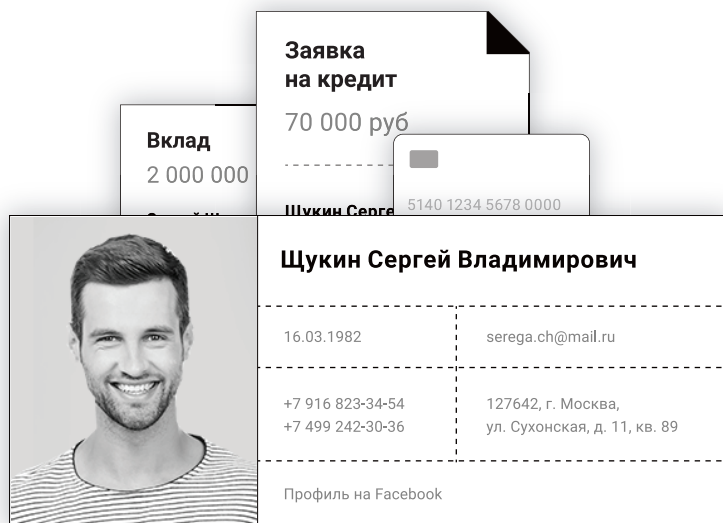 Заявка
на кредит
70 000 руб
Вклад
2 000 000
5140 1234 5678 0000
Щукин Серге
Щукин Сергей Владимирович
16.03.1982
serega.ch@mail.ru
+7 916 823-34-54
+7 499 242-30-36
127642, г. Москва,
ул. Сухонская, д. 11, кв. 89
Профиль на Facebook